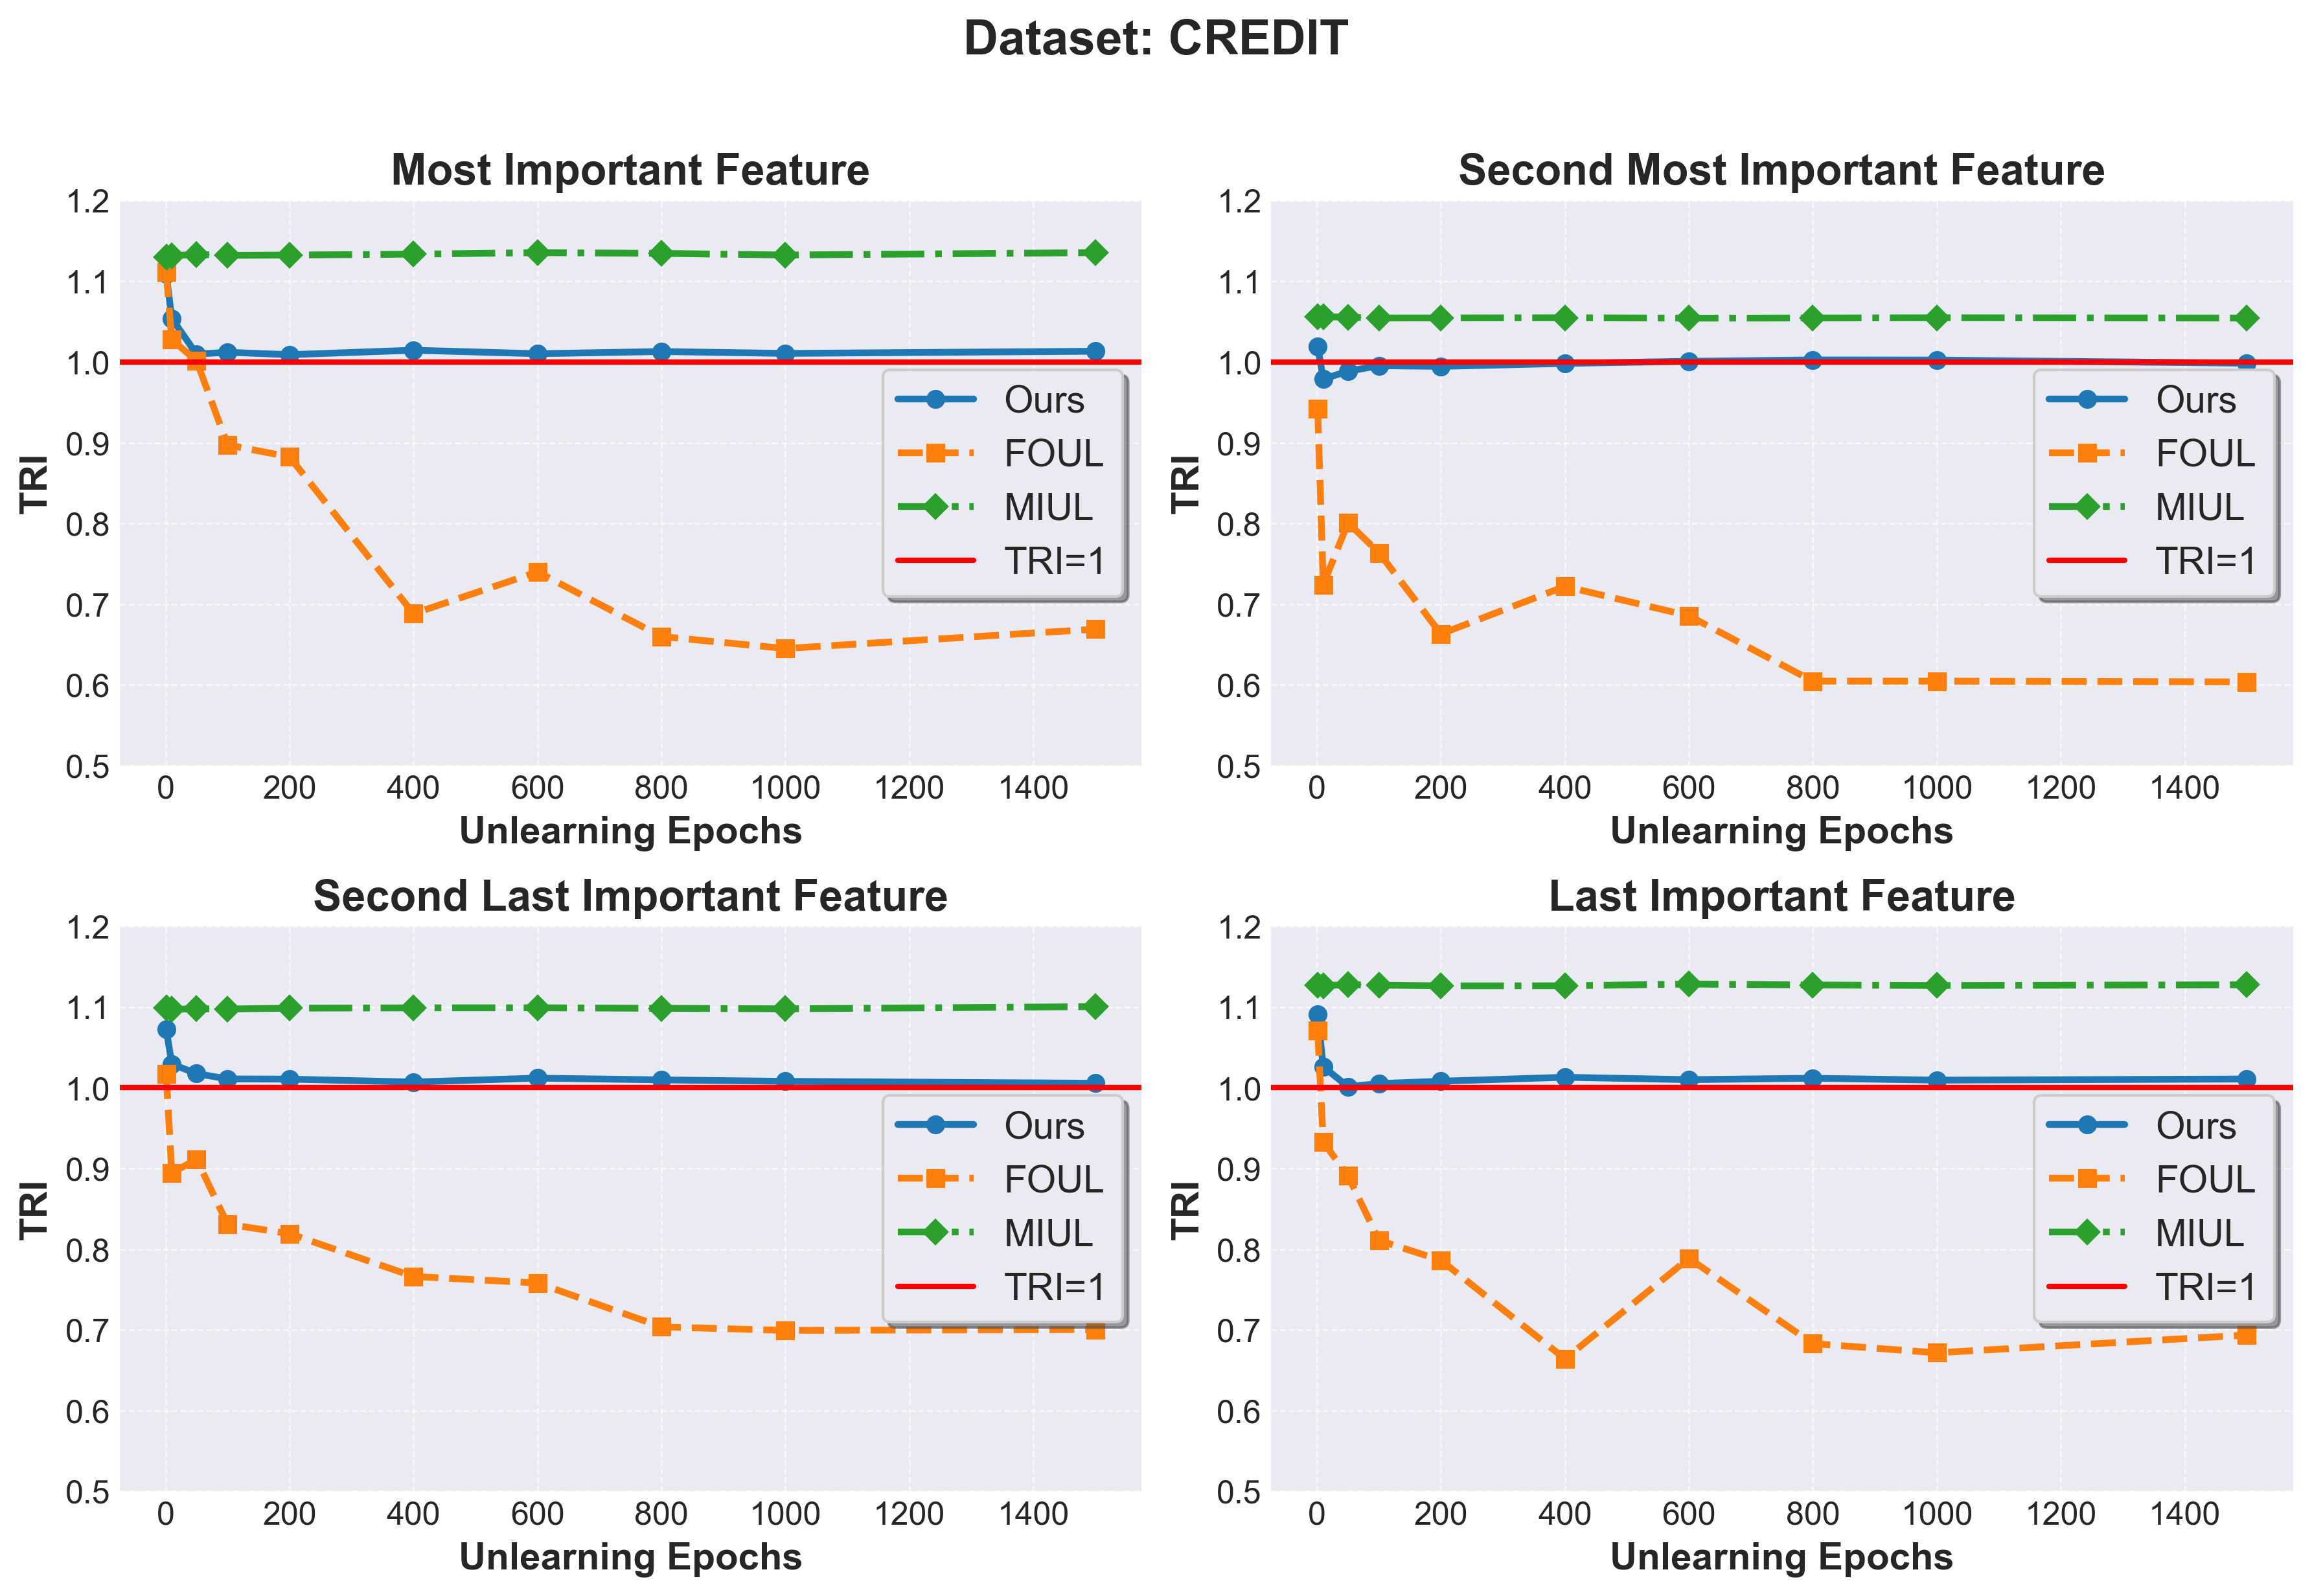 Dataset: CREDIT
Most Important Feature
1.2
1.1
1.0
0.9
0.8
0.7
0.6
0.5
TRI
0 200 400 600 800 1000 1200 1400
Unlearning Epochs
Ours
FOUL
MIUL
TRI=1
Second Most Important Feature
1.2
1.1
1.0
0.9
0.8
0.7
0.6
0.5
TRI
0 200 400 600 800 1000 1200 1400
Unlearning Epochs
Ours
FOUL
MIUL
TRI=1
Second Last Important Feature
1.2
1.1
1.0
0.9
0.8
0.7
0.6
0.5
TRI
0 200 400 600 800 1000 1200 1400
Unlearning Epochs
Ours
FOUL
MIUL
TRI=1
Last Important Feature
1.2
1.1
1.0
0.9
0.8
0.7
0.6
0.5
TRI
0 200 400 600 800 1000 1200 1400
Unlearning Epochs
Ours
FOUL
MIUL
TRI=1